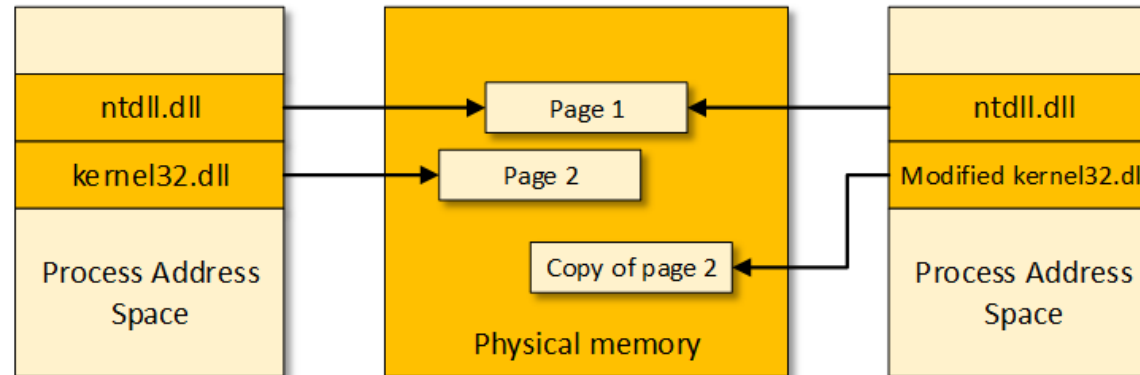 ntdll.dll
kernel32.dll
Process Address
Space
Page 1
Page 2
Copy of page 2
Physical memory
ntdll.dll
Modified kernel32.dl
Process Address
Space